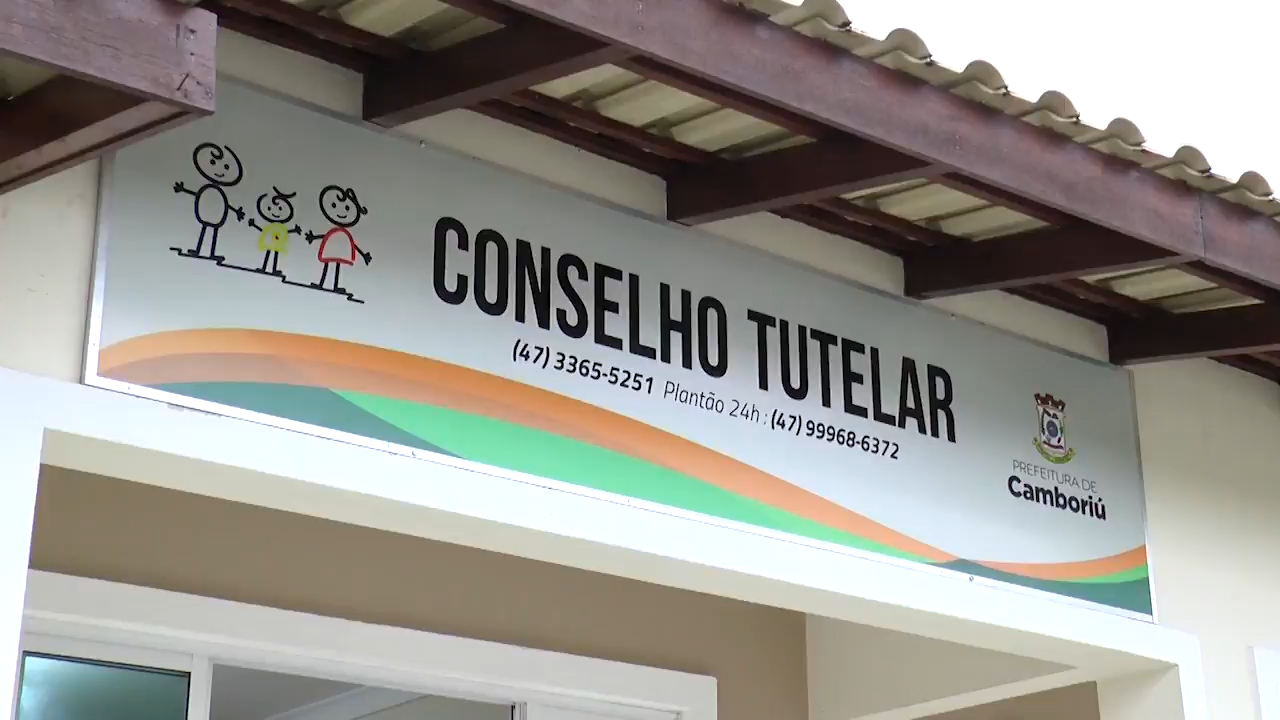 CONSELHO TUTELAR
(47) 3365-5251 Plantão 24h : (47) 99968-6372
PREFEITURA DE
Camboriú